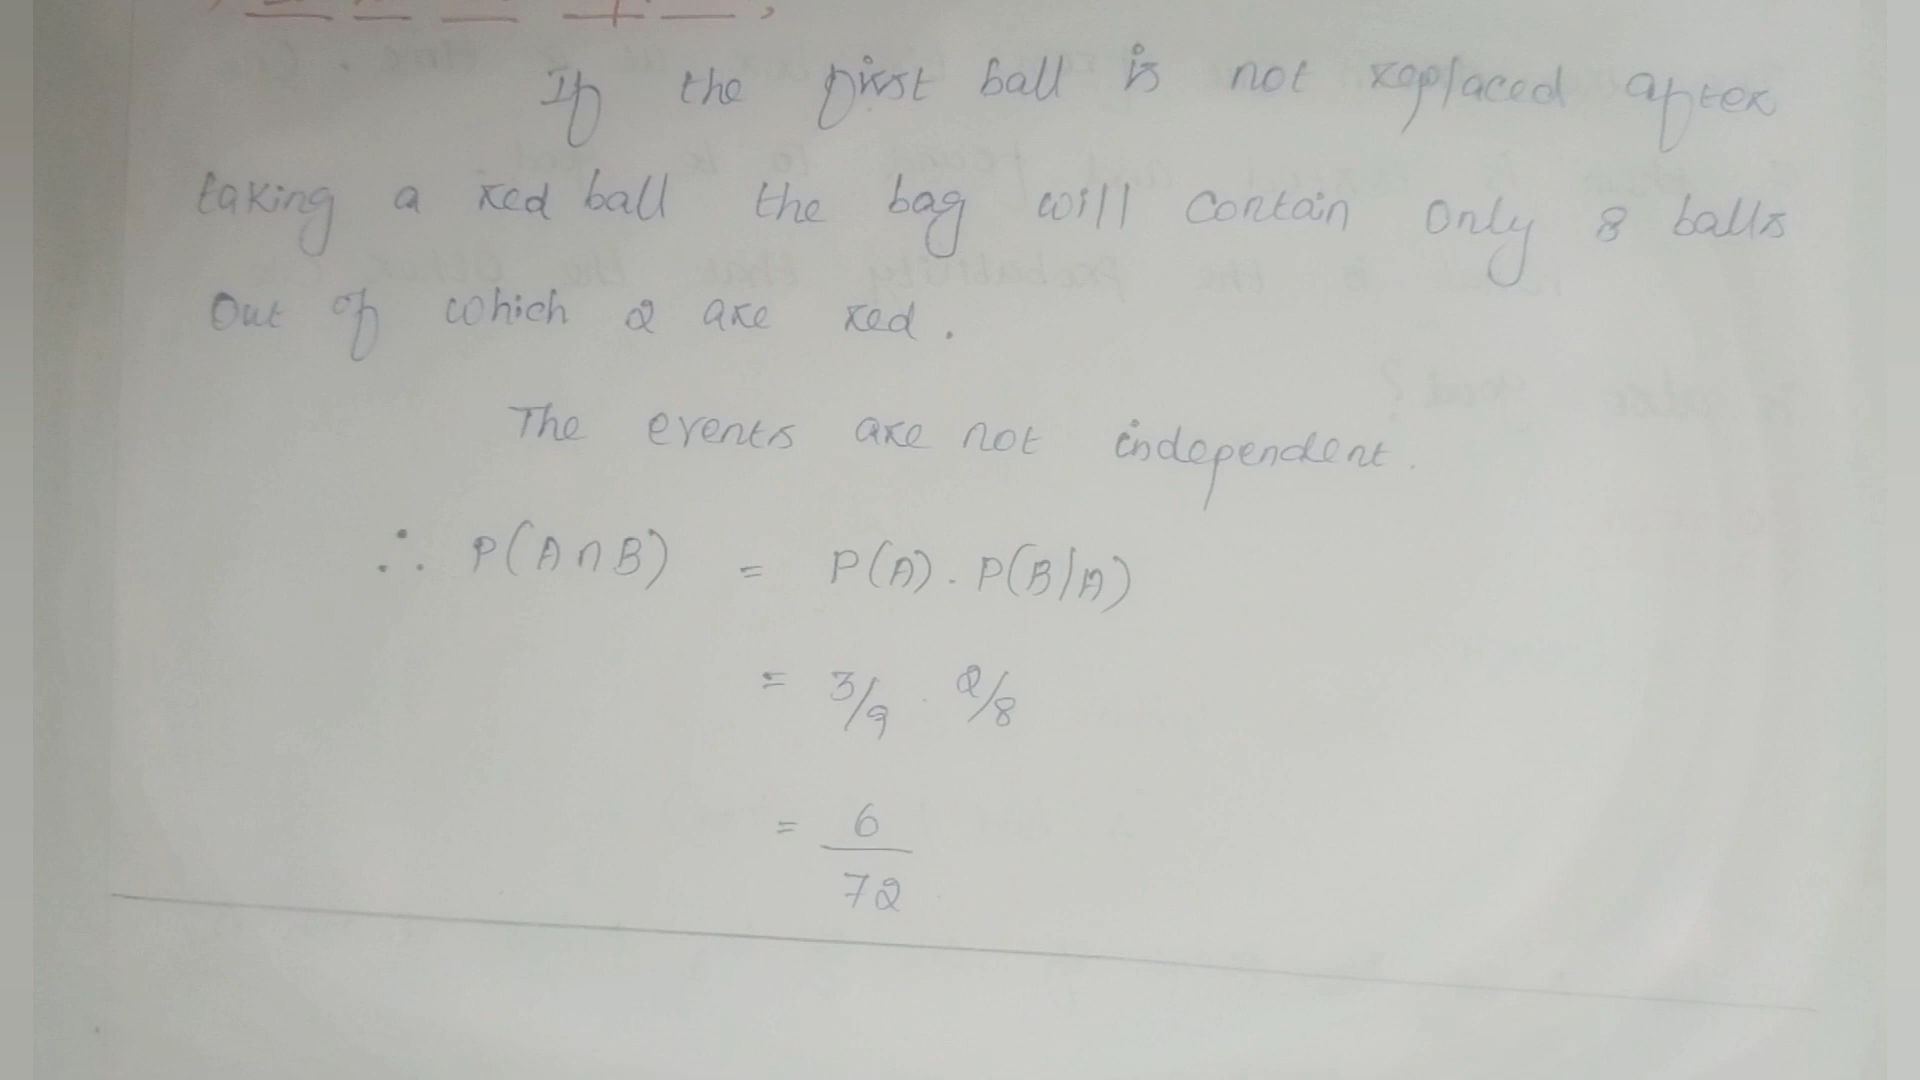 If the first ball is not replaced after
taking a red ball the bag will contain only 8 balls
out of which 2 are red.
The events are not independent.
∴ P(A∩B) = P(A). P(B/A)
= 3/9 . 2/8
= 6/72